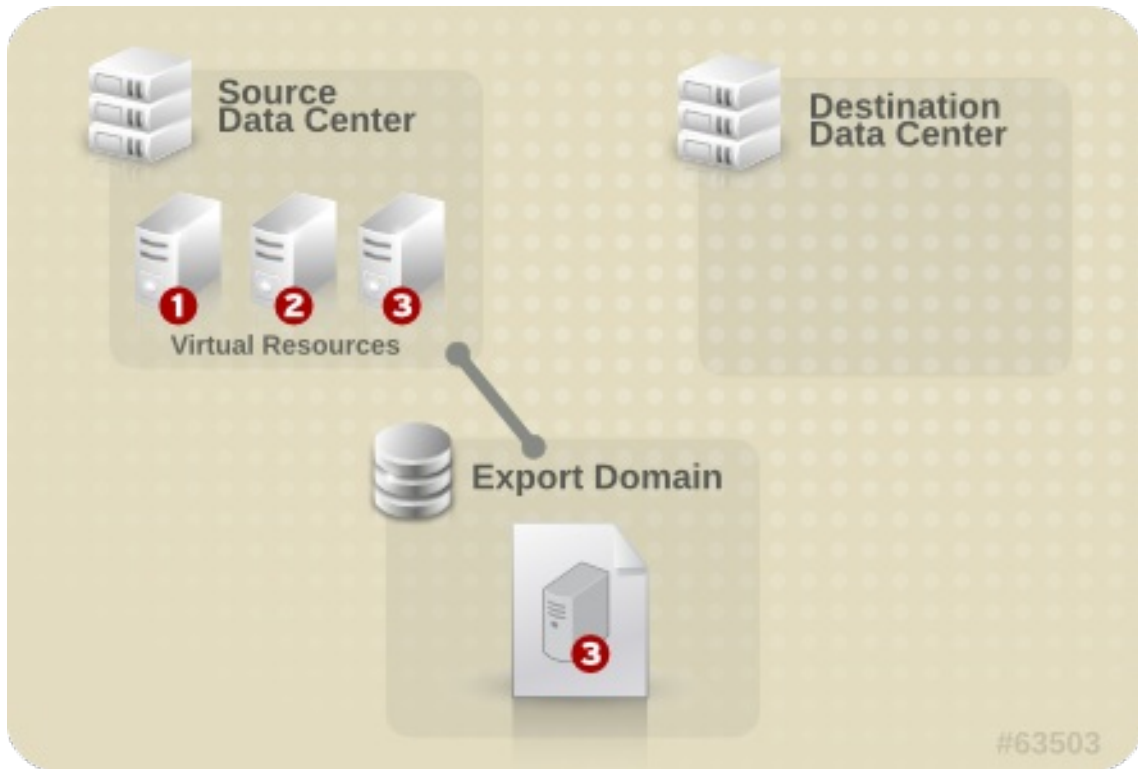 Source
Data Center
Destination
Data Center
1 2 3
Virtual Resources
Export Domain
3
#63503